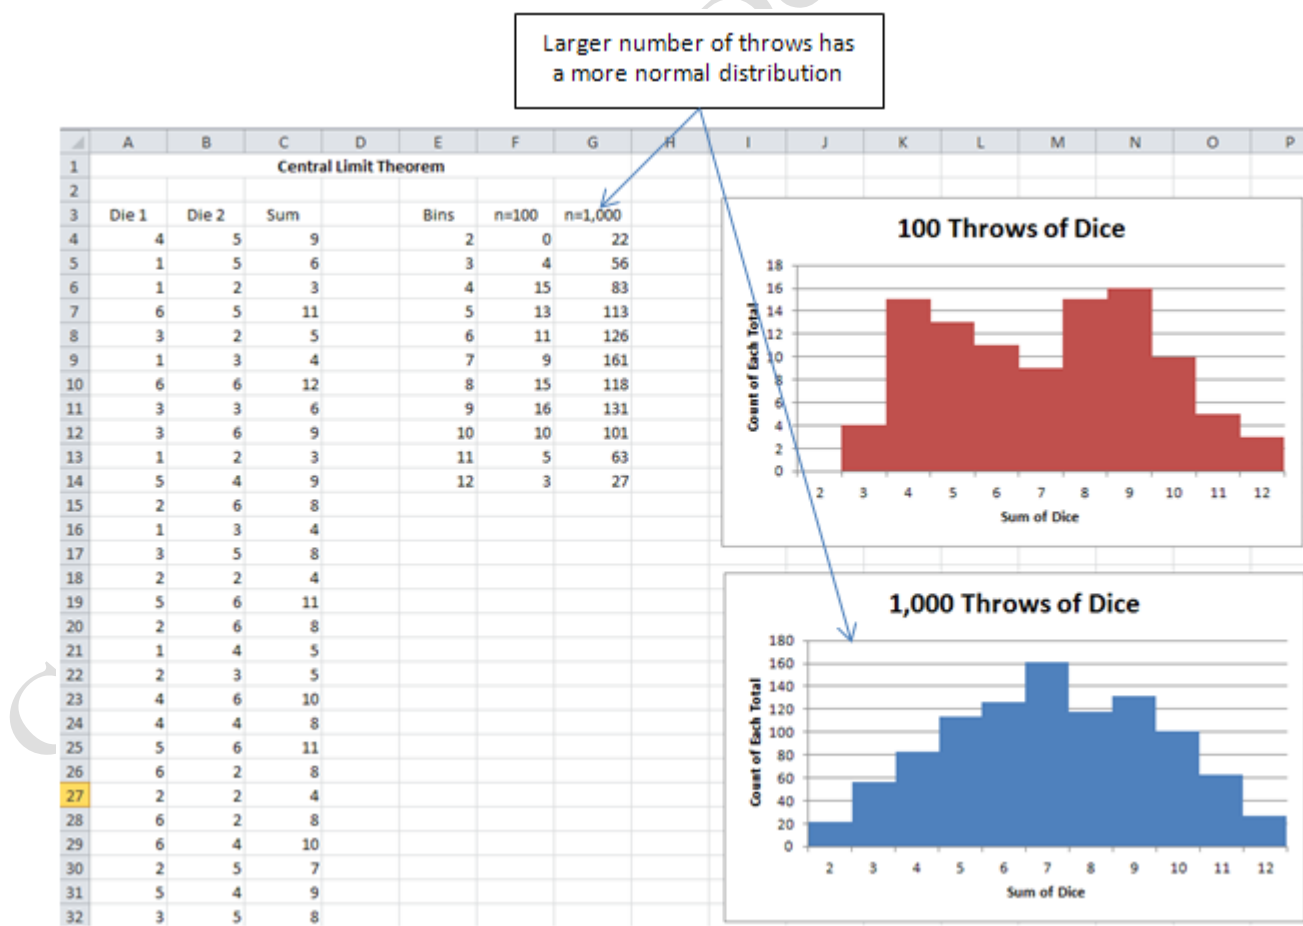 Larger number of throws has
a more normal distribution
A B C D E F G H I J K L M N O P
1 Central Limit Theorem
2
3 Die 1 Die 2 Sum Bins n=100 n=1,000
4 4 5 9 2 0 22
5 1 5 6 3 4 56
6 1 2 3 4 15 83
7 6 5 11 5 13 113
8 3 2 5 6 11 126
9 1 3 4 7 9 161
10 6 6 12 8 15 118
11 3 3 6 9 16 131
12 3 6 9 10 10 101
13 1 2 3 11 5 63
14 5 4 9 12 3 27
15 2 6 8
16 1 3 4
17 3 5 8
18 2 2 4
19 5 6 11
20 2 6 8
21 1 4 5
22 2 3 5
23 4 6 10
24 4 4 8
25 5 6 11
26 6 2 8
27 2 2 4
28 6 2 8
29 6 4 10
30 2 5 7
31 5 4 9
32 3 5 8
100 Throws of Dice
Count of Each Total
18
16
14
12
10
8
6
4
2
0
2 3 4 5 6 7 8 9 10 11 12
Sum of Dice
1,000 Throws of Dice
Count of Each Total
180
160
140
120
100
80
60
40
20
0
2 3 4 5 6 7 8 9 10 11 12
Sum of Dice